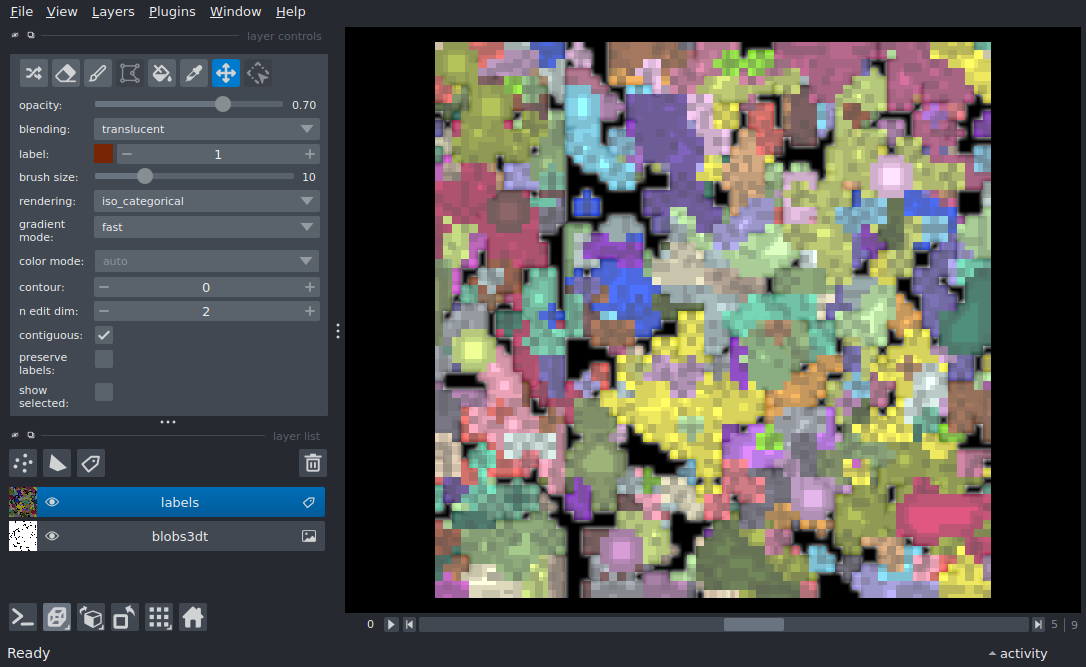 File View Layers Plugins Window Help
layer controls
opacity: 0.70
blending: translucent
label: 1
brush size: 10
rendering: iso_categorical
gradient
mode: fast
color mode: auto
contour: 0
n edit dim: 2
contiguous:
preserve
labels:
show
selected:
layer list
labels
blobs3dt
0 5 | 9
Ready activity